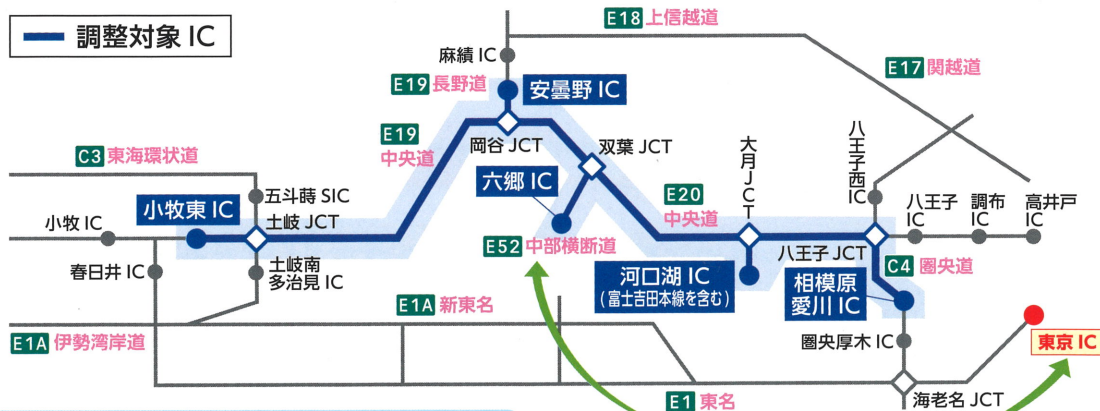 調整対象 IC
E18 上信越道
E17 関越道
麻績 IC
E19 長野道
安曇野 IC
E19
中央道
岡谷 JCT
双葉 JCT
大月JCT
八王子西IC
C3 東海環状道
五斗蒔 SIC
六郷 IC
E20
中央道
八王子
IC
調布
IC
高井戸
IC
小牧 IC
小牧東 IC
土岐 JCT
E52 中部横断道
八王子 JCT
C4 圏央道
春日井 IC
土岐南
多治見 IC
河口湖 IC
(富士吉田本線を含む)
相模原
愛川 IC
E1A 新東名
E1A 伊勢湾岸道
圏央厚木 IC
東京 IC
E1 東名
海老名 JCT